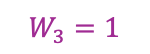 W₃ = 1